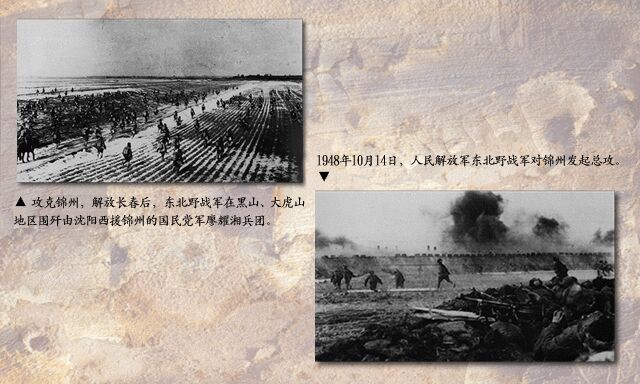 1948年10月14日，人民解放军东北野战军对锦州发起总攻。
▼
▲ 攻克锦州，解放长春后，东北野战军在黑山、大虎山
地区围歼由沈阳西援锦州的国民党军廖耀湘兵团。